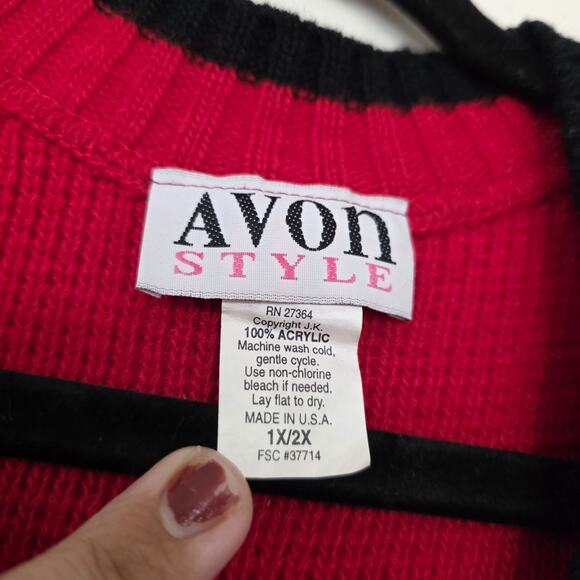 AVON
STYLE
RN 27364
Copyright J.K.
100% ACRYLIC
Machine wash cold,
gentle cycle.
Use non-chlorine
bleach if needed.
Lay flat to dry.
MADE IN U.S.A.
1X/2X
FSC #37714